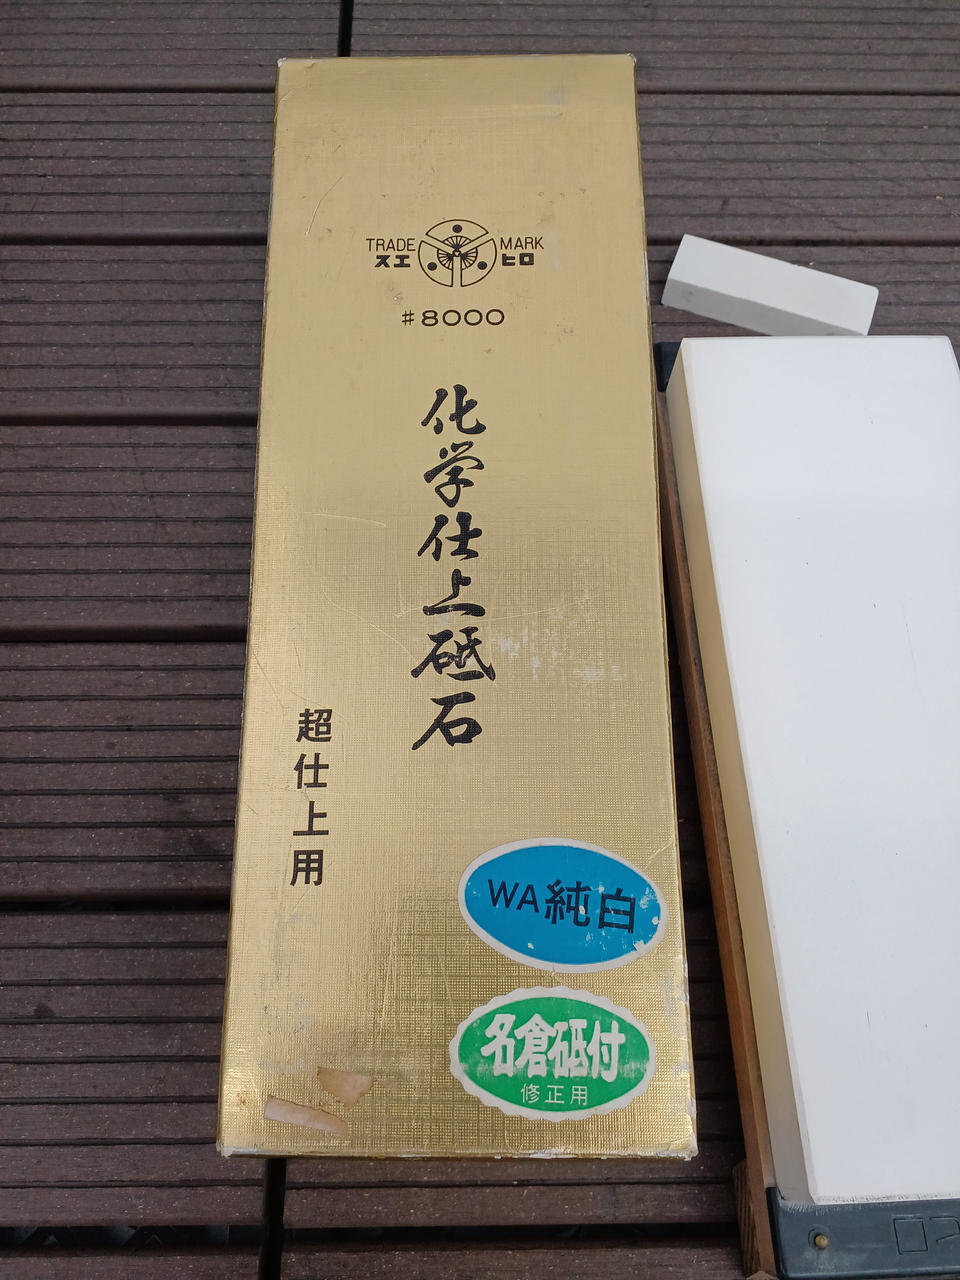 TRADE MARK
スエ ヒロ
#8000
化学仕上砥石
超仕上用
WA純白
名倉砥付
修正用